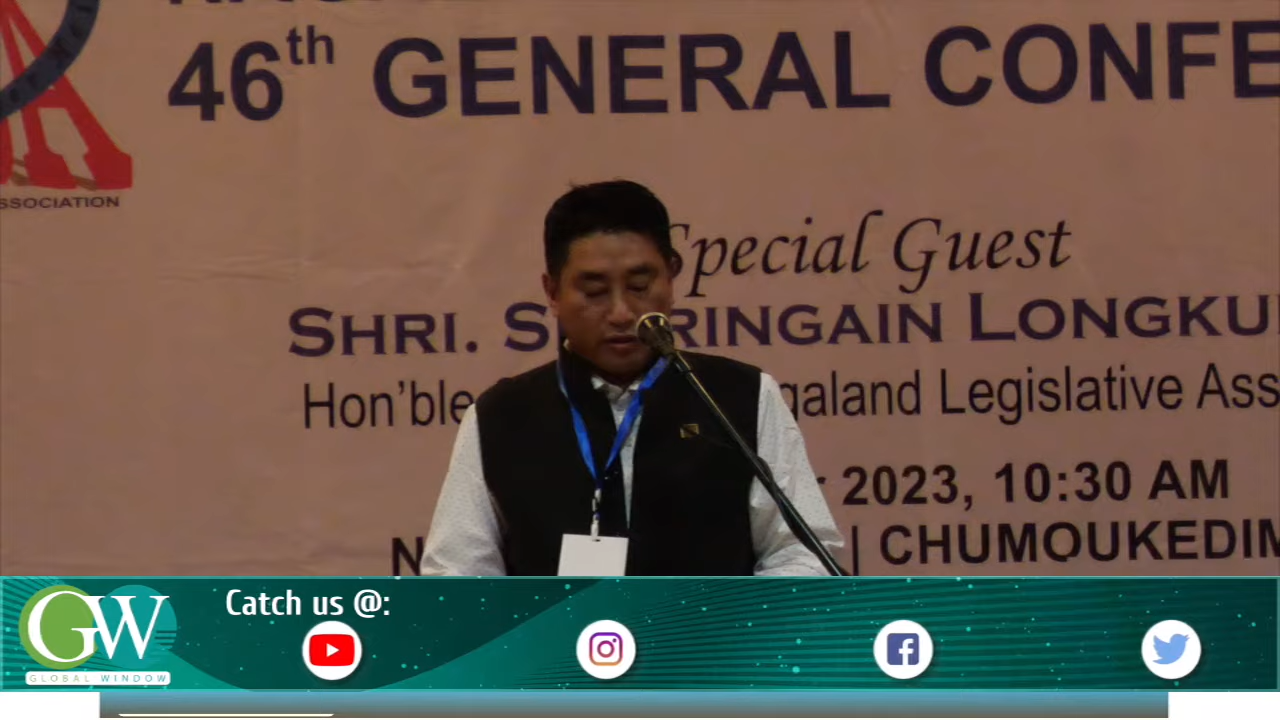 46th GENERAL CONFE
ASSOCIATION
Special Guest
SHRI. S RINGAIN LONGKU
Hon'ble galand Legislative Ass
2023, 10:30 AM
N | CHUMOUKEDIM
Catch us @:
GW
GLOBAL WINDOW